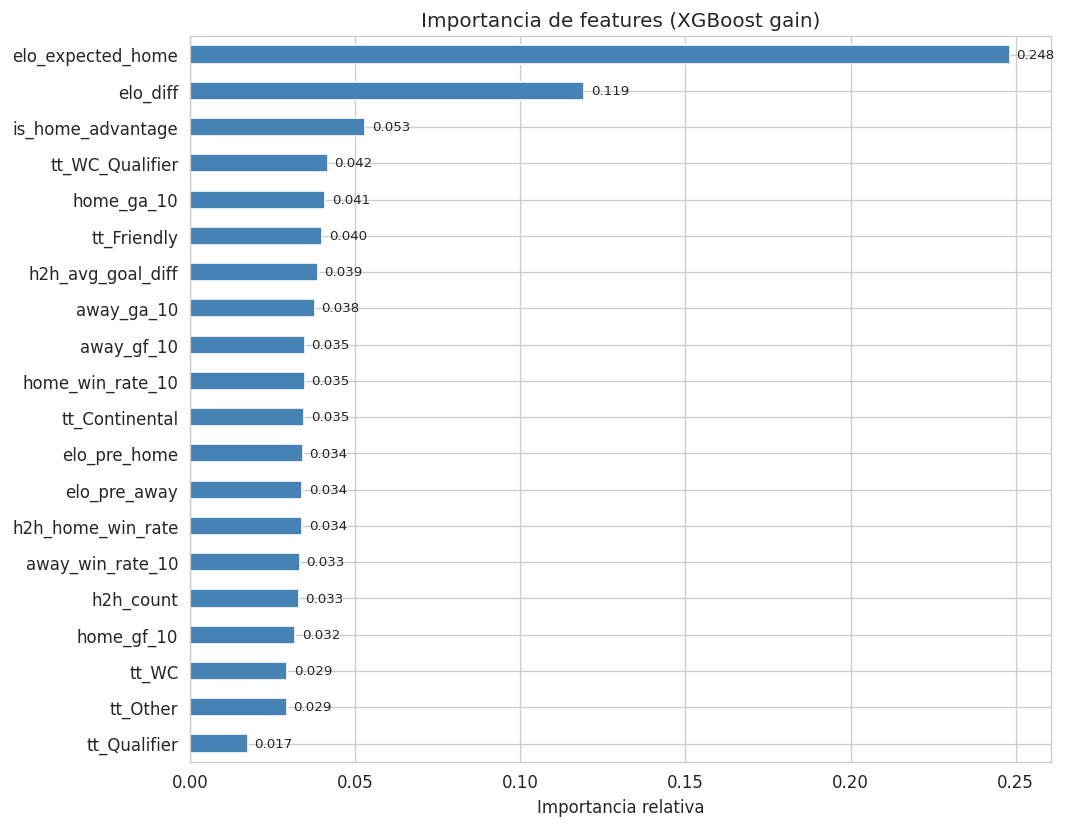 Importancia de features (XGBoost gain)
elo_expected_home 0.248
elo_diff 0.119
is_home_advantage 0.053
tt_WC_Qualifier 0.042
home_ga_10 0.041
tt_Friendly 0.040
h2h_avg_goal_diff 0.039
away_ga_10 0.038
away_gf_10 0.035
home_win_rate_10 0.035
tt_Continental 0.035
elo_pre_home 0.034
elo_pre_away 0.034
h2h_home_win_rate 0.034
away_win_rate_10 0.033
h2h_count 0.033
home_gf_10 0.032
tt_WC 0.029
tt_Other 0.029
tt_Qualifier 0.017
0.00 0.05 0.10 0.15 0.20 0.25
Importancia relativa